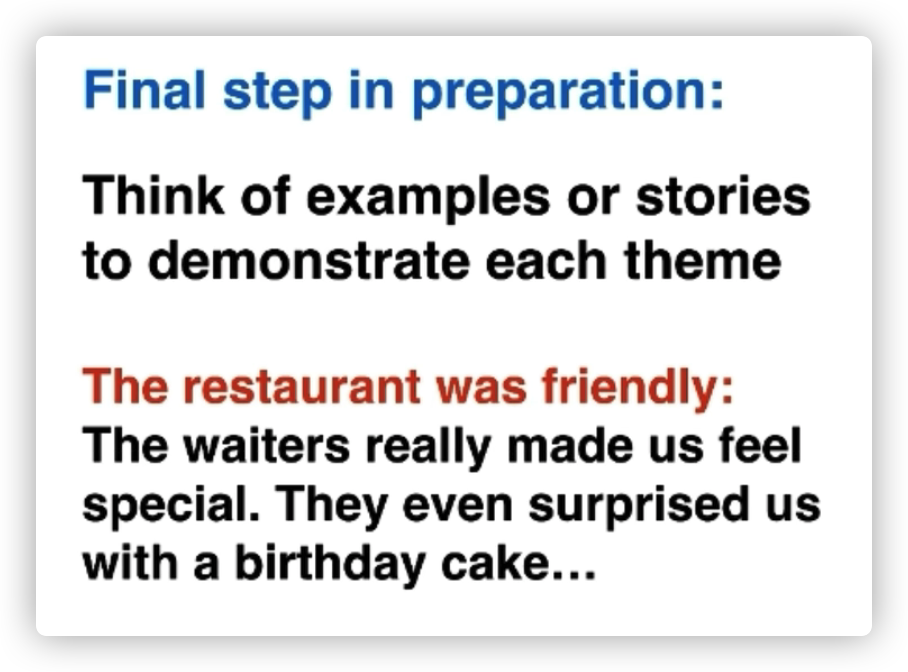 Final step in preparation:
Think of examples or stories
to demonstrate each theme
The restaurant was friendly:
The waiters really made us feel
special. They even surprised us
with a birthday cake...